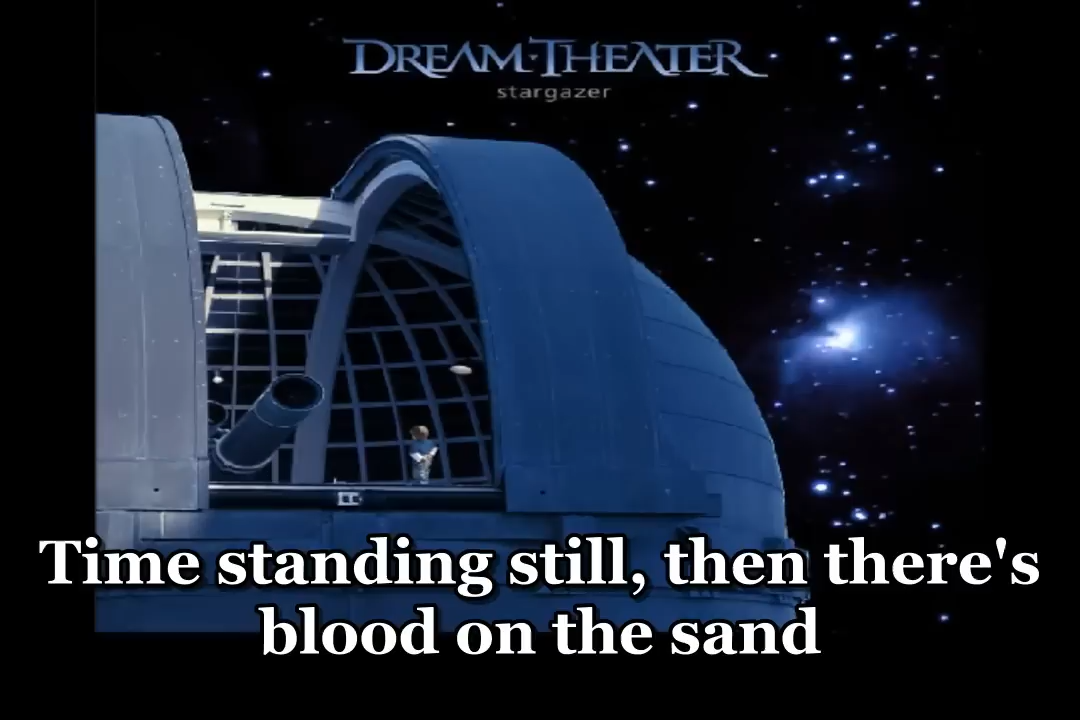 DREAM·THEATER
stargazer
Time standing still, then there's
blood on the sand